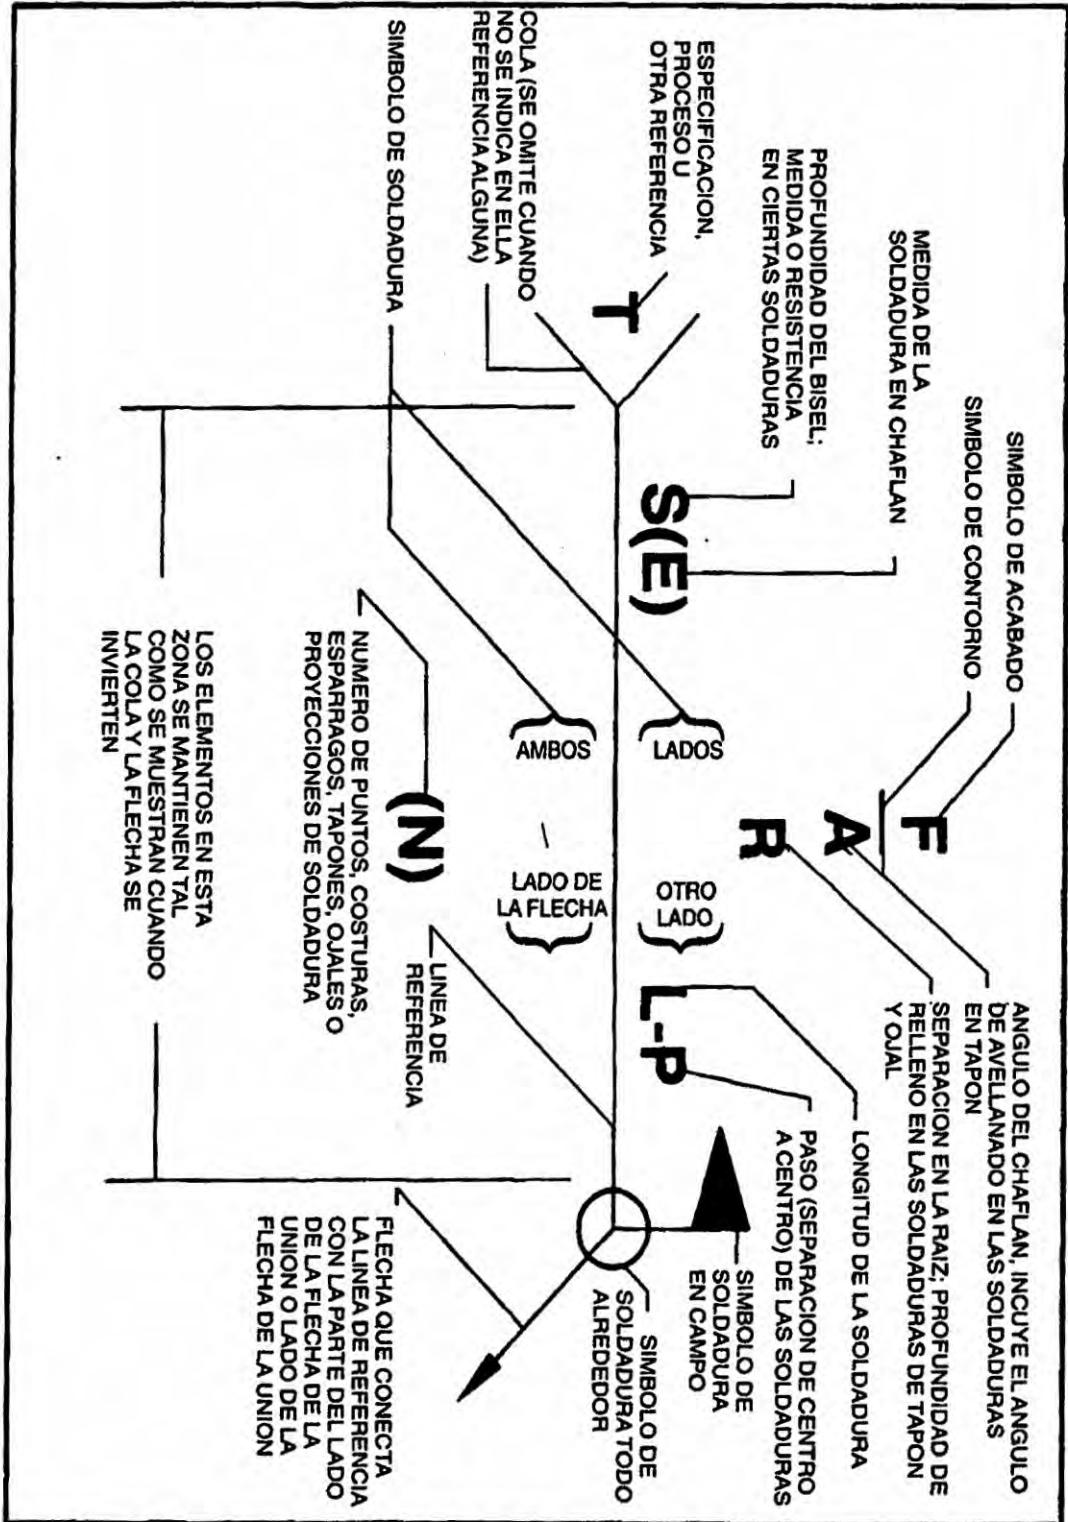 SIMBOLO DE ACABADO
SIMBOLO DE CONTORNO
MEDIDA DE LA
SOLDADURA EN CHAFLAN
PROFUNDIDAD DEL BISEL;
MEDIDA O RESISTENCIA
EN CIERTAS SOLDADURAS
ESPECIFICACION,
PROCESO U
OTRA REFERENCIA
COLA (SE OMITE CUANDO
NO SE INDICA EN ELLA
REFERENCIA ALGUNA)
SIMBOLO DE SOLDADURA
F
A
R
ANGULO DEL CHAFLAN, INCUYE EL ANGULO
DE AVELLANADO EN LAS SOLDADURAS
EN TAPON
SEPARACION EN LA RAIZ; PROFUNDIDAD DE
RELLENO EN LAS SOLDADURAS DE TAPON
Y OJAL
LONGITUD DE LA SOLDADURA
PASO (SEPARACION DE CENTRO
A CENTRO) DE LAS SOLDADURAS
SIMBOLO DE
SOLDADURA
EN CAMPO
SIMBOLO DE
SOLDADURA TODO
ALREDEDOR
T
S(E)
LADOS
AMBOS
OTRO
LADO
LADO DE
LA FLECHA
L-P
(N)
LINEA DE
REFERENCIA
NUMERO DE PUNTOS, COSTURAS,
ESPARRAGOS, TAPONES, OJALES O
PROYECCIONES DE SOLDADURA
FLECHA QUE CONECTA
LA LINEA DE REFERENCIA
CON LA PARTE DEL LADO
DE LA FLECHA DE LA
UNION O LADO DE LA
FLECHA DE LA UNION
LOS ELEMENTOS EN ESTA
ZONA SE MANTIENEN TAL
COMO SE MUESTRAN CUANDO
LA COLA Y LA FLECHA SE
INVIERTEN